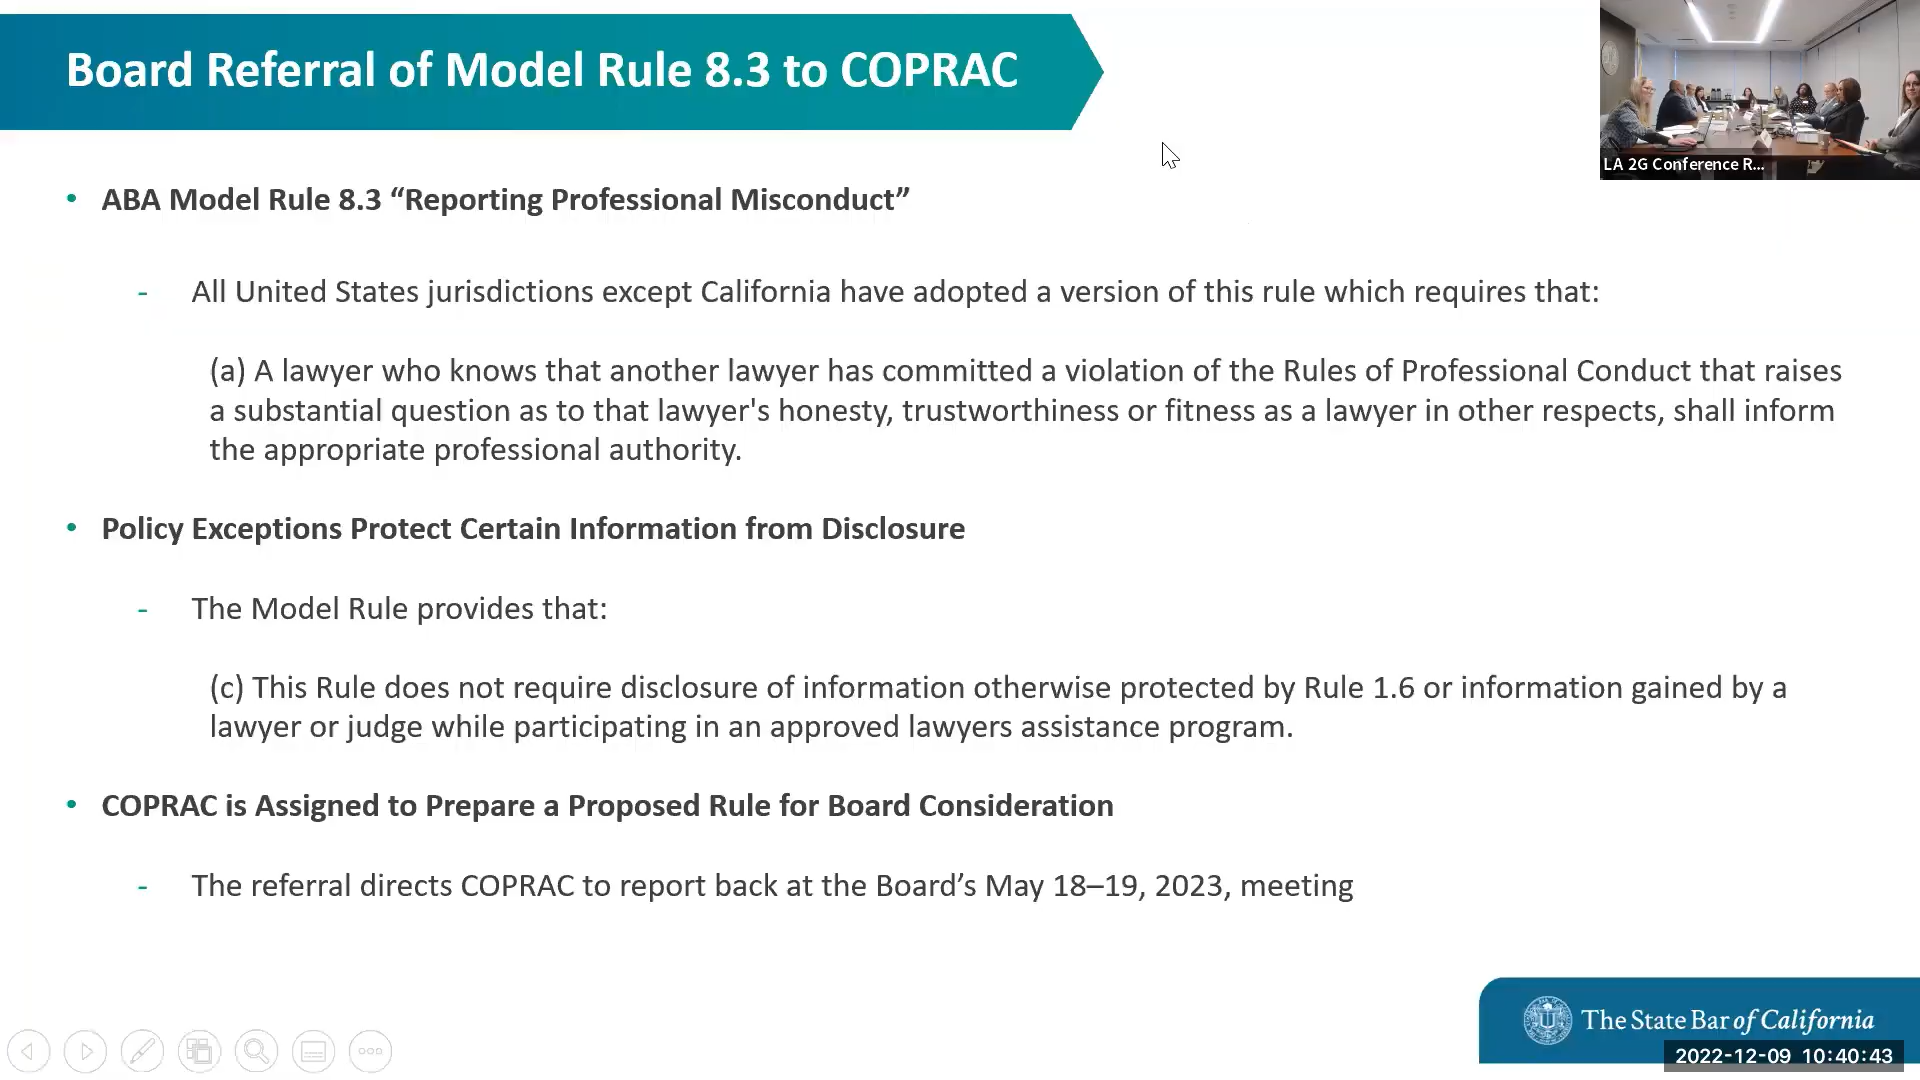 Board Referral of Model Rule 8.3 to COPRAC
LA 2G Conference R...
• ABA Model Rule 8.3 “Reporting Professional Misconduct”
- All United States jurisdictions except California have adopted a version of this rule which requires that:
(a) A lawyer who knows that another lawyer has committed a violation of the Rules of Professional Conduct that raises
a substantial question as to that lawyer's honesty, trustworthiness or fitness as a lawyer in other respects, shall inform
the appropriate professional authority.
• Policy Exceptions Protect Certain Information from Disclosure
- The Model Rule provides that:
(c) This Rule does not require disclosure of information otherwise protected by Rule 1.6 or information gained by a
lawyer or judge while participating in an approved lawyers assistance program.
• COPRAC is Assigned to Prepare a Proposed Rule for Board Consideration
- The referral directs COPRAC to report back at the Board’s May 18–19, 2023, meeting
The State Bar of California
2022-12-09 10:40:43